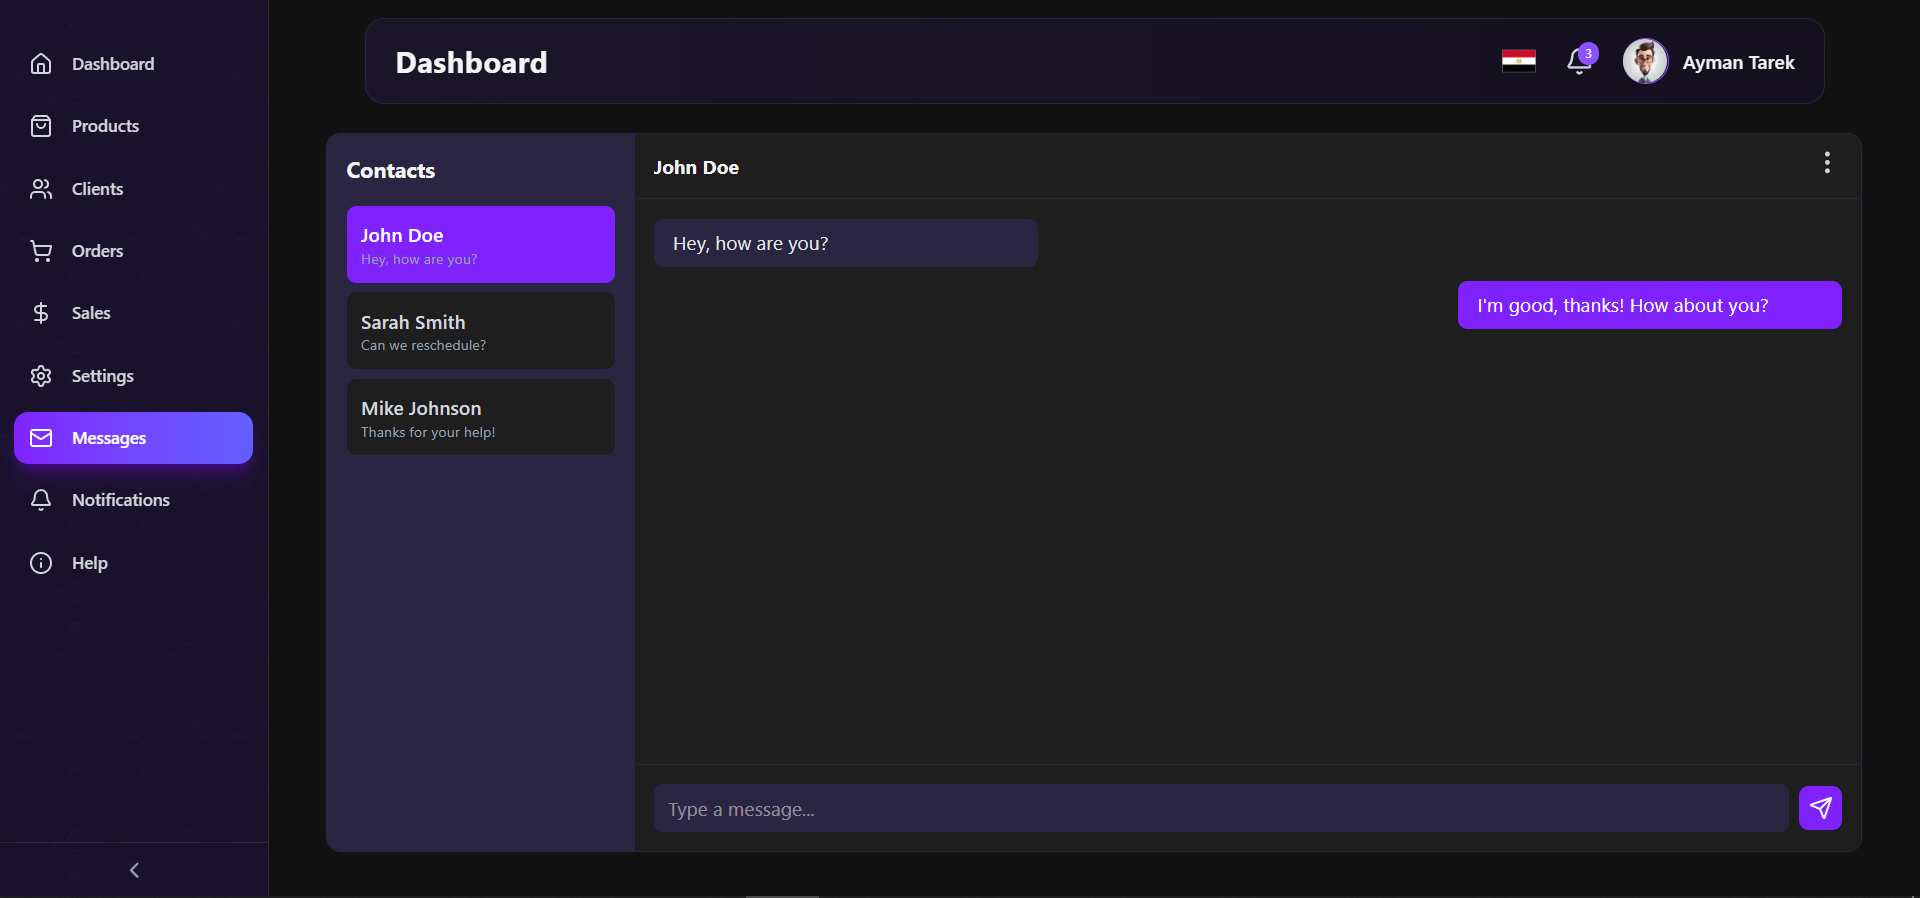 Dashboard
Products
Clients
Orders
Sales
Settings
Messages
Notifications
Help
Dashboard
3
Ayman Tarek
Contacts
John Doe
Hey, how are you?
Sarah Smith
Can we reschedule?
Mike Johnson
Thanks for your help!
John Doe
Hey, how are you?
I'm good, thanks! How about you?
Type a message...